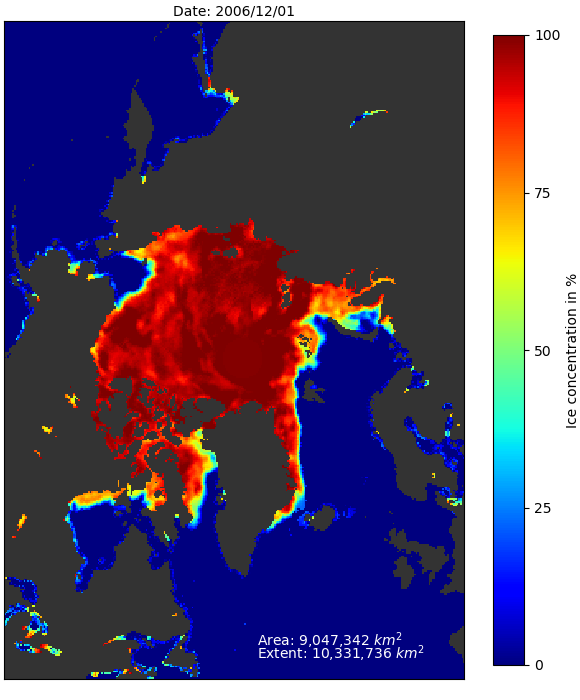 Date: 2006/12/01
100
75
50
25
0
Ice concentration in %
Area: 9,047,342 km²
Extent: 10,331,736 km²